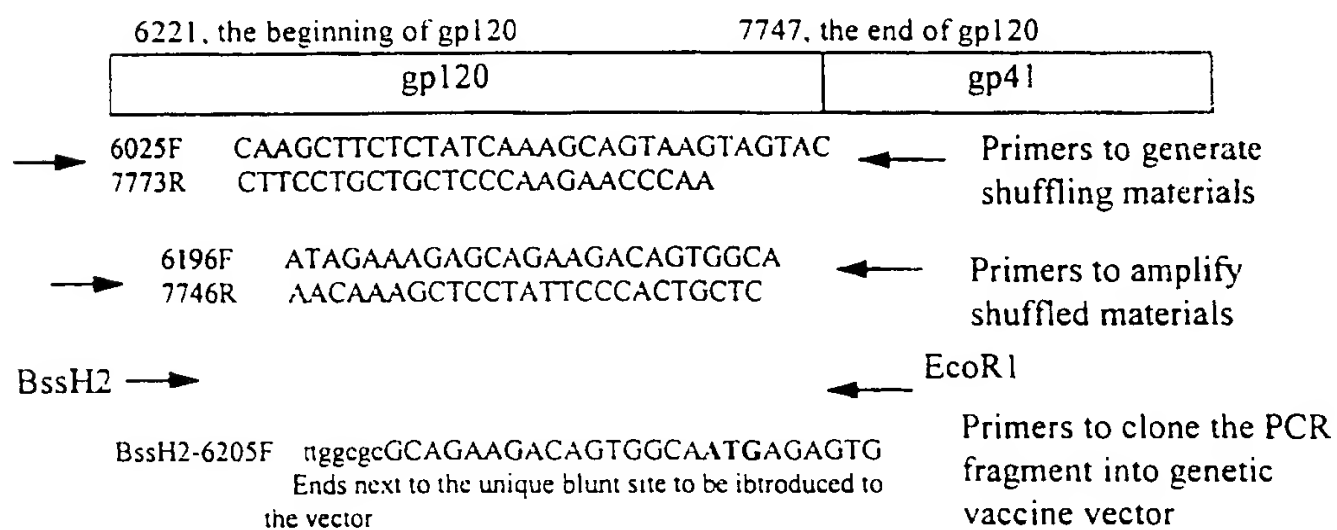 6221, the beginning of gp120 7747, the end of gp120
gp120 gp41
6025F CAAGCTTCTCTATCAAAGCAGTAAGTAGTAC
7773R CTTCCTGCTGCTCCCAAGAACCCAA
Primers to generate
shuffling materials
6196F ATAGAAAGAGCAGAAGACAGTGGCA
7746R AACAAAGCTCCTATTCCCACTGCTC
Primers to amplify
shuffled materials
BssH2 EcoR1
BssH2-6205F nggcgcGCAGAAGACAGTGGCAATGAGAGTG
Ends next to the unique blunt site to be ibtroduced to
the vector
Primers to clone the PCR
fragment into genetic
vaccine vector